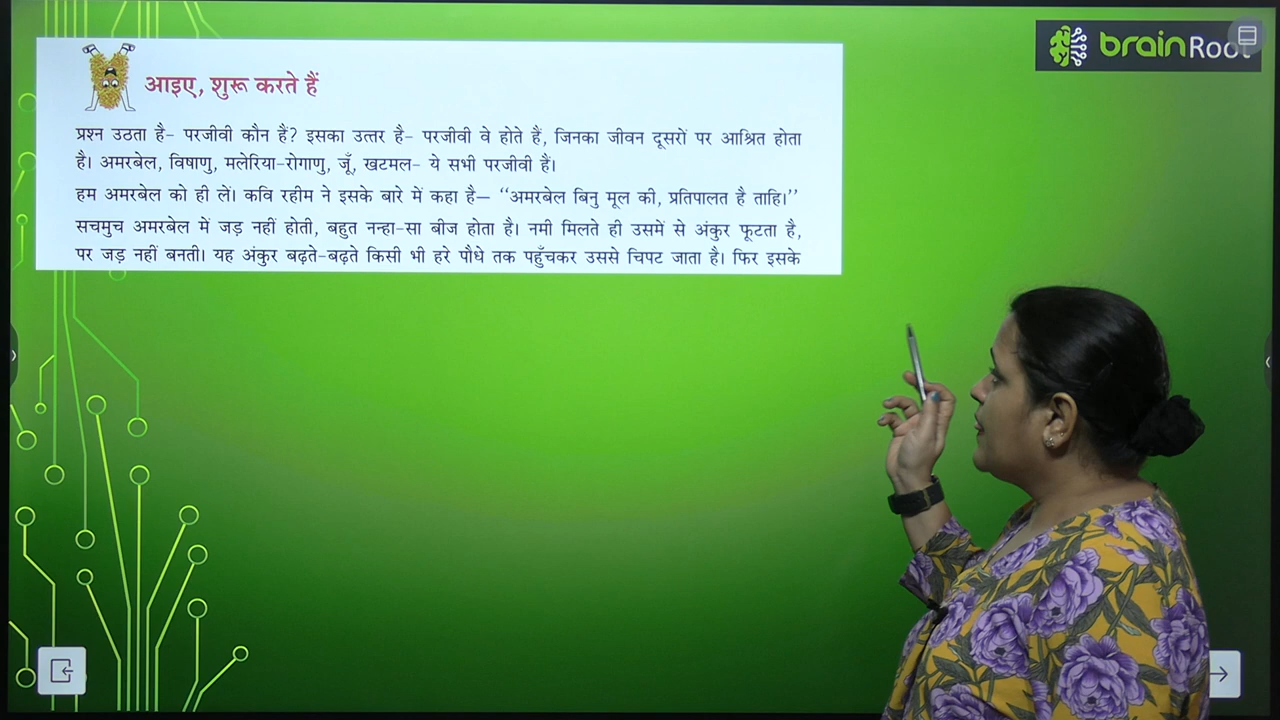 brainRoot
आइए, शुरू करते हैं
प्रश्न उठता है- परजीवी कौन हैं? इसका उत्तर है- परजीवी वे होते हैं, जिनका जीवन दूसरों पर आश्रित होता
है। अमरबेल, विषाणु, मलेरिया-रोगाणु, जूँ, खटमल- ये सभी परजीवी हैं।
हम अमरबेल को ही लें। कवि रहीम ने इसके बारे में कहा है— “अमरबेल बिनु मूल की, प्रतिपालत है ताहि।”
सचमुच अमरबेल में जड़ नहीं होती, बहुत नन्हा-सा बीज होता है। नमी मिलते ही उसमें से अंकुर फूटता है,
पर जड़ नहीं बनती। यह अंकुर बढ़ते-बढ़ते किसी भी हरे पौधे तक पहुँचकर उससे चिपट जाता है। फिर इसके